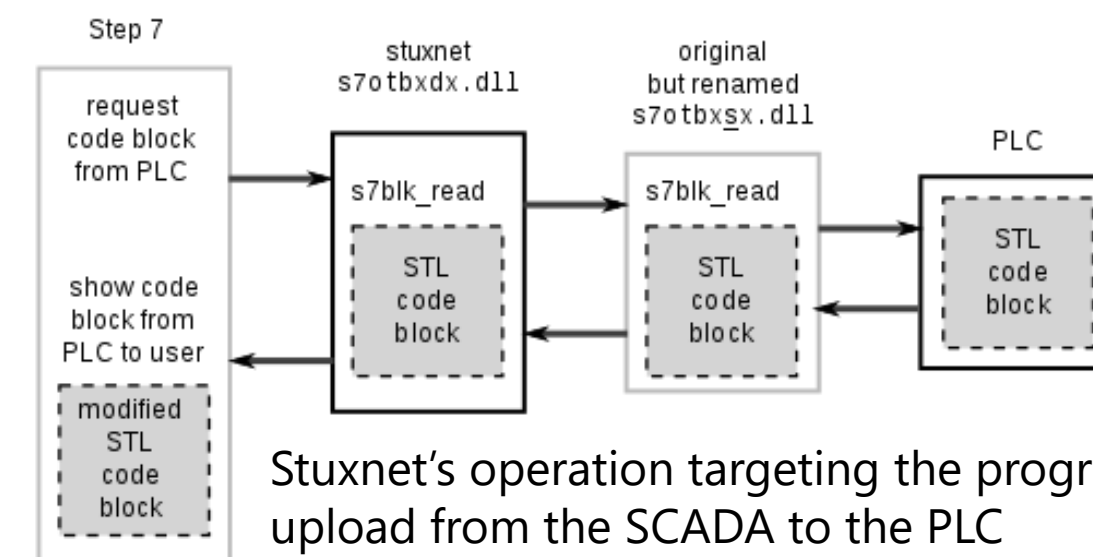 Step 7
request
code block
from PLC
show code
block from
PLC to user
modified
STL
code
block
stuxnet
s7otbxdx.dll
s7blk_read
STL
code
block
original
but renamed
s7otbxsx.dll
s7blk_read
STL
code
block
PLC
STL
code
block
Stuxnet’s operation targeting the
upload from the SCADA to the PLC